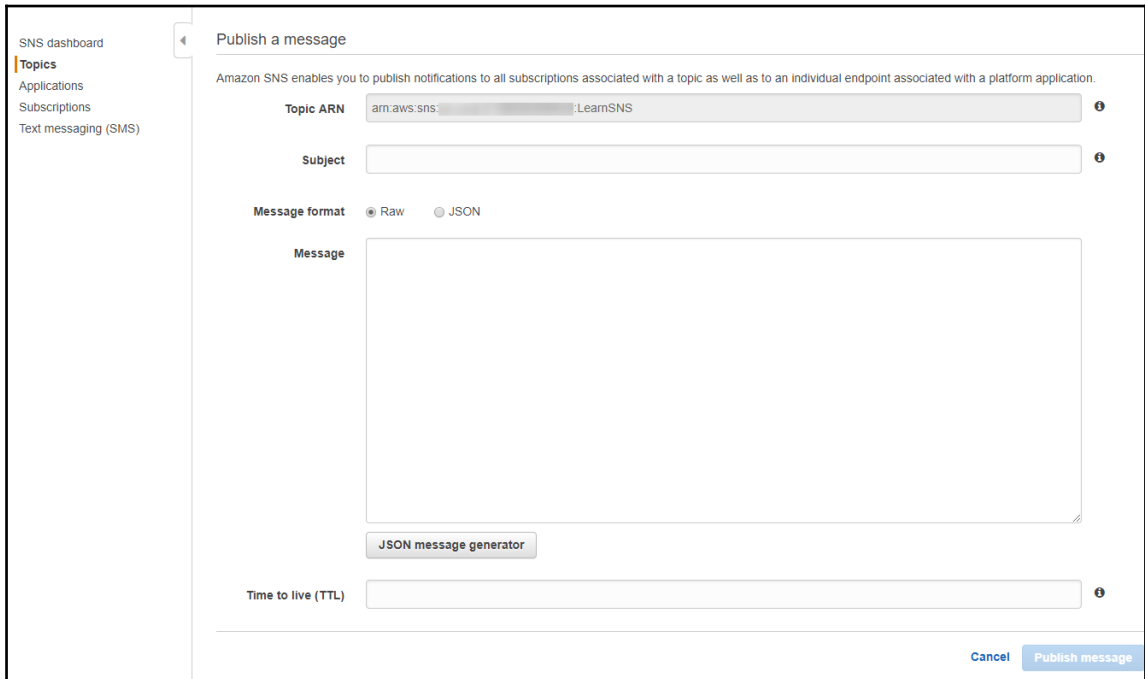 SNS dashboard
Topics
Applications
Subscriptions
Text messaging (SMS)
Publish a message
Amazon SNS enables you to publish notifications to all subscriptions associated with a topic as well as to an individual endpoint associated with a platform application.
Topic ARN arn:aws:sns: :LearnSNS
Subject
Message format Raw JSON
Message
JSON message generator
Time to live (TTL)
Cancel Publish message